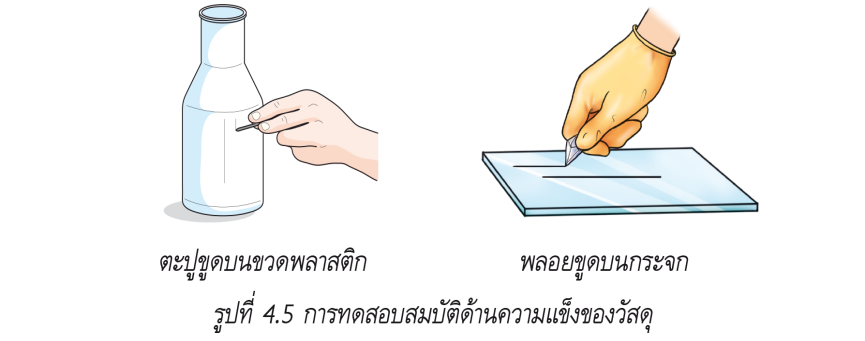 ตะปูขูดบนขวดพลาสติก
พลอยขูดบนกระจก
รูปที่ 4.5 การทดสอบสมบัติด้านความแข็งของวัสดุ